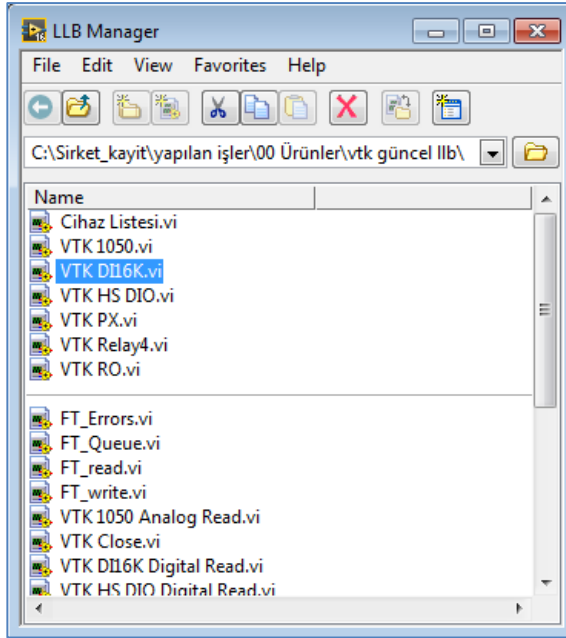 LLB Manager
File Edit View Favorites Help
C:\Sirket_kayit\yapılan işler\00 Ürünler\vtk güncel llb\
Name
Cihaz Listesi.vi
VTK 1050.vi
VTK DI16K.vi
VTK HS DIO.vi
VTK PX.vi
VTK Relay4.vi
VTK RO.vi
FT_Errors.vi
FT_Queue.vi
FT_read.vi
FT_write.vi
VTK 1050 Analog Read.vi
VTK Close.vi
VTK DI16K Digital Read.vi
VTK HS DIO Digital Read.vi